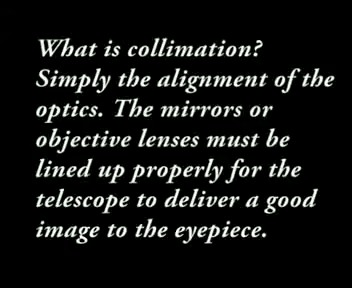 What is collimation?
Simply the alignment of the
optics. The mirrors or
objective lenses must be
lined up properly for the
telescope to deliver a good
image to the eyepiece.